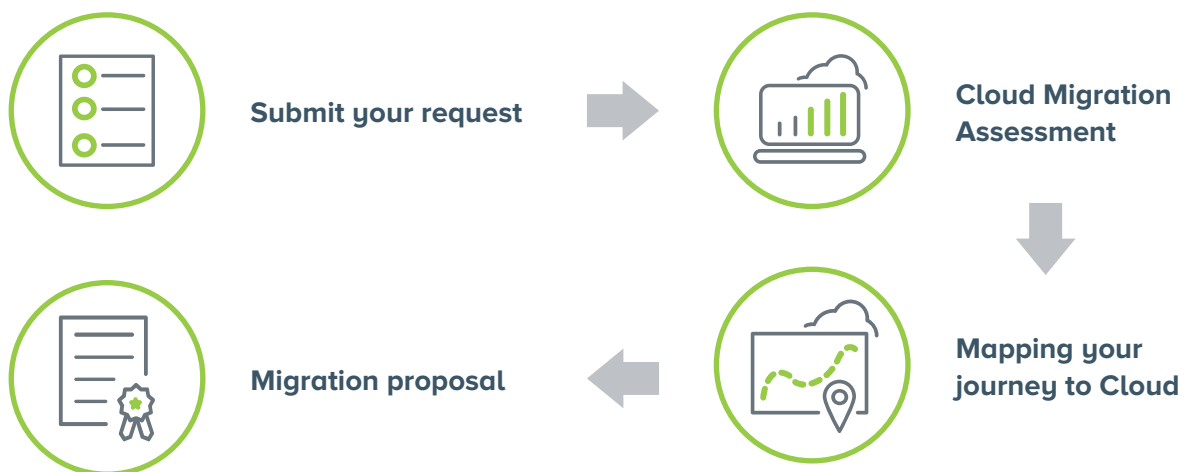 Submit your request
Cloud Migration
Assessment
Mapping your
journey to Cloud
Migration proposal